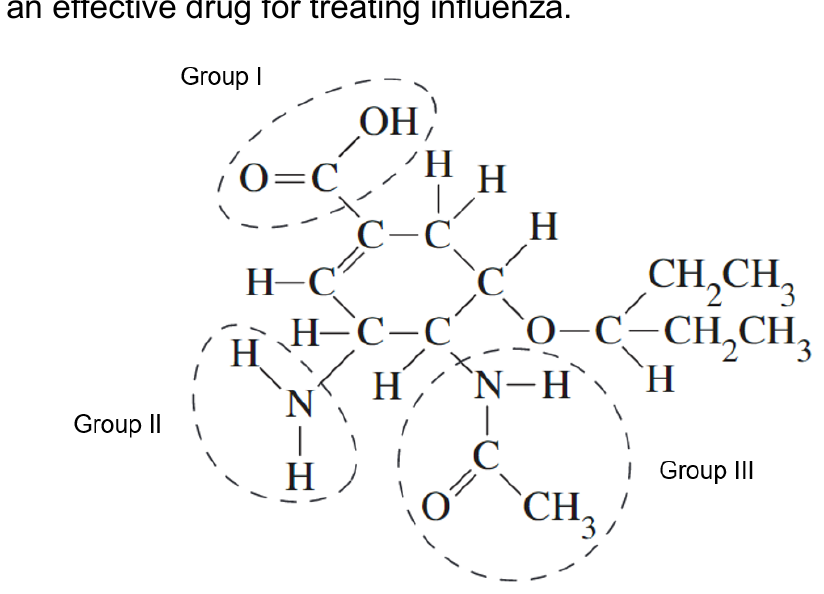 an effective drug for treating influenza.
Group I
OH
O=C
H H
C–C H
H–C C CH₂CH₃
H–C–C O–C–CH₂CH₃
H H N–H H
N
Group II C Group III
H O CH₃